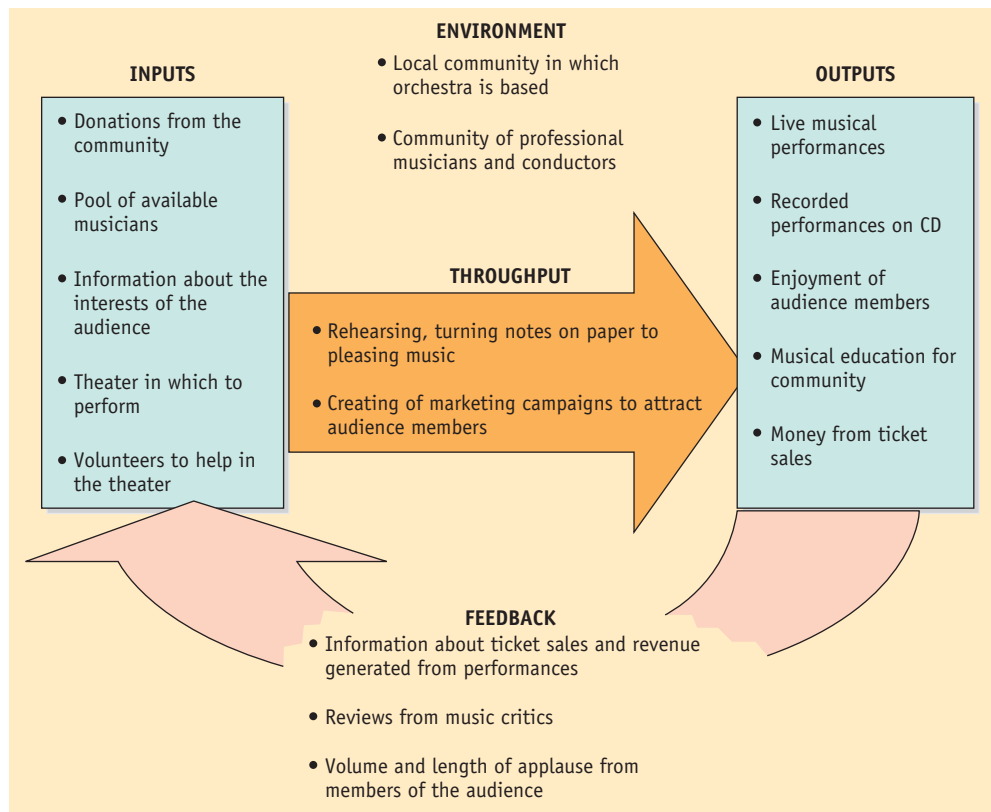 ENVIRONMENT
• Local community in which
orchestra is based
• Community of professional
musicians and conductors
INPUTS
• Donations from the
community
• Pool of available
musicians
• Information about the
interests of the
audience
• Theater in which to
perform
• Volunteers to help in
the theater
THROUGHPUT
• Rehearsing, turning notes on paper to
pleasing music
• Creating of marketing campaigns to attract
audience members
OUTPUTS
• Live musical
performances
• Recorded
performances on CD
• Enjoyment of
audience members
• Musical education for
community
• Money from ticket
sales
FEEDBACK
• Information about ticket sales and revenue
generated from performances
• Reviews from music critics
• Volume and length of applause from
members of the audience